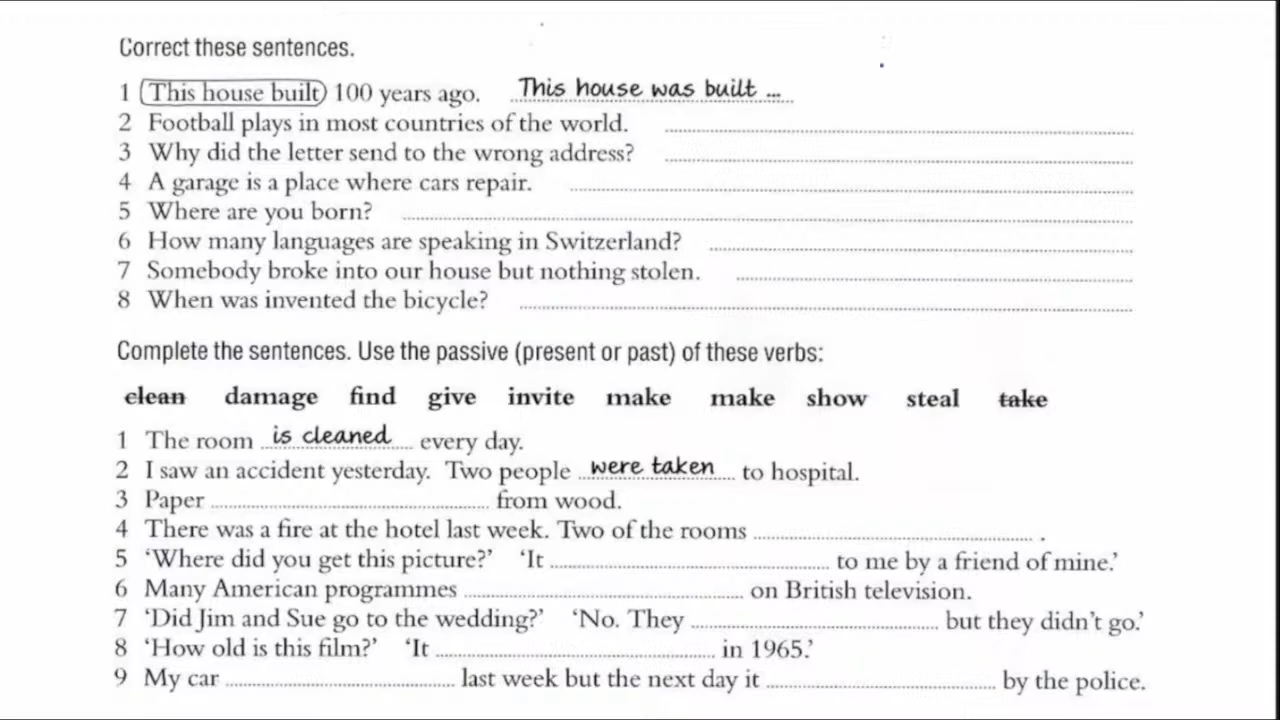 Correct these sentences.
1 This house built 100 years ago. This house was built ...
2 Football plays in most countries of the world.
3 Why did the letter send to the wrong address?
4 A garage is a place where cars repair.
5 Where are you born?
6 How many languages are speaking in Switzerland?
7 Somebody broke into our house but nothing stolen.
8 When was invented the bicycle?
Complete the sentences. Use the passive (present or past) of these verbs:
clean damage find give invite make make show steal take
1 The room is cleaned every day.
2 I saw an accident yesterday. Two people were taken to hospital.
3 Paper ........ from wood.
4 There was a fire at the hotel last week. Two of the rooms ........ .
5 ‘Where did you get this picture?’ ‘It ........ to me by a friend of mine.’
6 Many American programmes ........ on British television.
7 ‘Did Jim and Sue go to the wedding?’ ‘No. They ........ but they didn’t go.’
8 ‘How old is this film?’ ‘It ........ in 1965.’
9 My car ........ last week but the next day it ........ by the police.